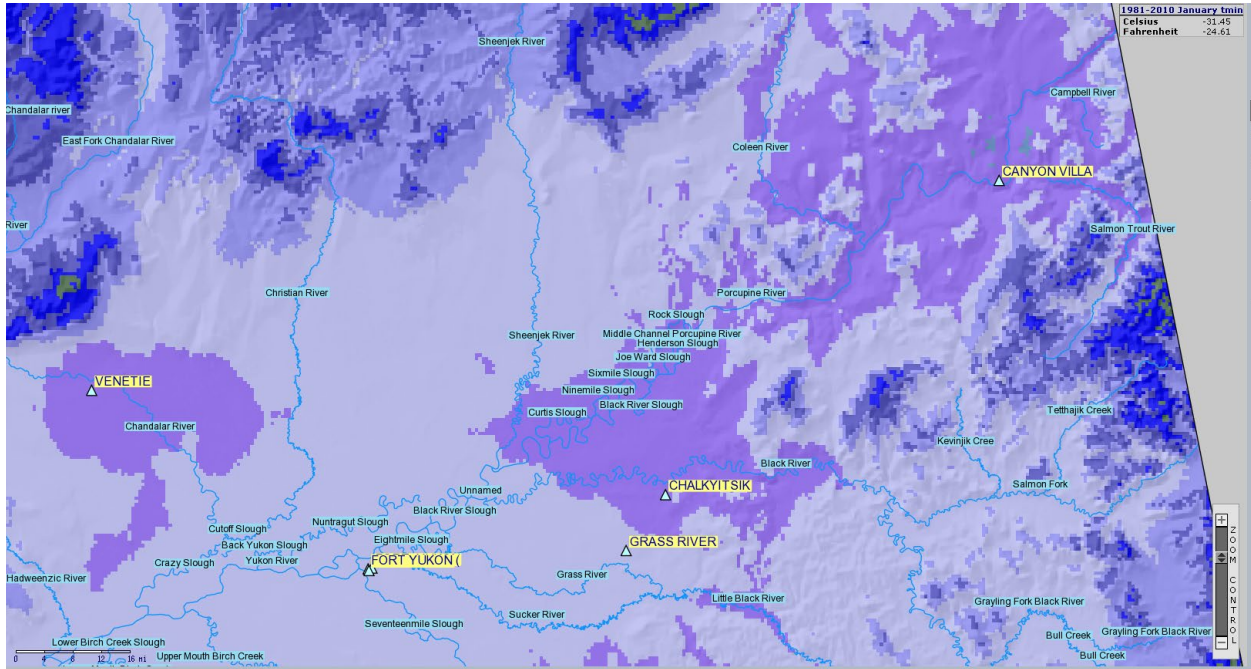 1981-2010 January tmin
Celsius -31.45
Fahrenheit -24.61
Sheenjek River
Chandalar river
East Fork Chandalar River
Campbell River
Coleen River
CANYON VILLA
River
Salmon Trout River
Christian River
Porcupine River
Rock Slough
Sheenjek River
Middle Channel Porcupine River
Henderson Slough
Joe Ward Slough
Sixmile Slough
VENETIE
Ninemile Slough
Black River Slough
Curtis Slough
Tetthajik Creek
Chandalar River
Kevinjik Cree
Black River
CHALKYITSIK
Salmon Fork
Unnamed
Black River Slough
Nuntragut Slough
Cutoff Slough
Eightmile Slough
GRASS RIVER
Back Yukon Slough
Yukon River
FORT YUKON (
Crazy Slough
Grass River
Hadweenzic River
Little Black River
Grayling Fork Black River
Sucker River
Seventeenmile Slough
Grayling Fork Black River
Bull Creek
Lower Birch Creek Slough
Upper Mouth Birch Creek
Bull Creek
0 4 8 12 16 mi
+
ZOOM CONTROL
−